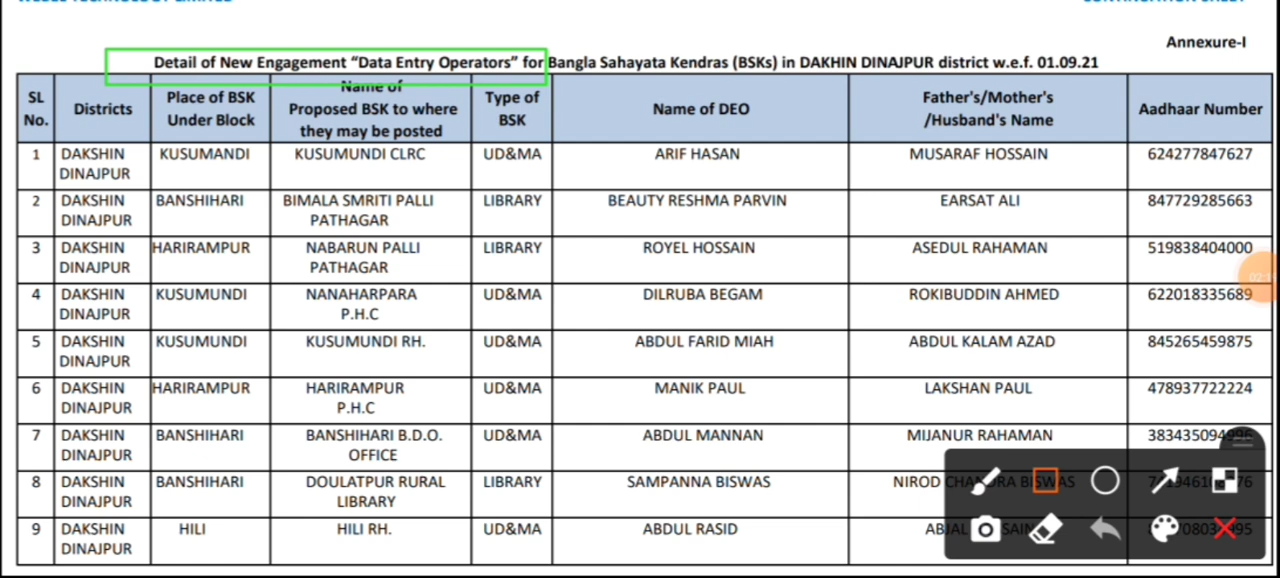 WEBEL TECHNOLOGY LIMITED CONTINUATION SHEET
Annexure-I
Detail of New Engagement “Data Entry Operators” for Bangla Sahayata Kendras (BSKs) in DAKHIN DINAJPUR district w.e.f. 01.09.21
SL No. Districts Place of BSK Under Block Name of Proposed BSK to where they may be posted Type of BSK Name of DEO Father's/Mother's /Husband's Name Aadhaar Number
1 DAKSHIN KUSUMANDI KUSUMUNDI CLRC UD&MA ARIF HASAN MUSARAF HOSSAIN 624277847627
DINAJPUR
2 DAKSHIN BANSHIHARI BIMALA SMRITI PALLI LIBRARY BEAUTY RESHMA PARVIN EARSAT ALI 847729285663
DINAJPUR PATHAGAR
3 DAKSHIN HARIRAMPUR NABARUN PALLI LIBRARY ROYEL HOSSAIN ASEDUL RAHAMAN 519838404000
DINAJPUR PATHAGAR
4 DAKSHIN KUSUMUNDI NANAHARPARA UD&MA DILRUBA BEGAM ROKIBUDDIN AHMED 622018335689
DINAJPUR P.H.C
5 DAKSHIN KUSUMUNDI KUSUMUNDI RH. UD&MA ABDUL FARID MIAH ABDUL KALAM AZAD 845265459875
DINAJPUR
6 DAKSHIN HARIRAMPUR HARIRAMPUR UD&MA MANIK PAUL LAKSHAN PAUL 478937722224
DINAJPUR P.H.C
7 DAKSHIN BANSHIHARI BANSHIHARI B.D.O. UD&MA ABDUL MANNAN MIJANUR RAHAMAN
DINAJPUR OFFICE
8 DAKSHIN BANSHIHARI DOULATPUR RURAL LIBRARY SAMPANNA BISWAS NIROD CHANDRA BISWAS
DINAJPUR LIBRARY
9 DAKSHIN HILI HILI RH. UD&MA ABDUL RASID
DINAJPUR